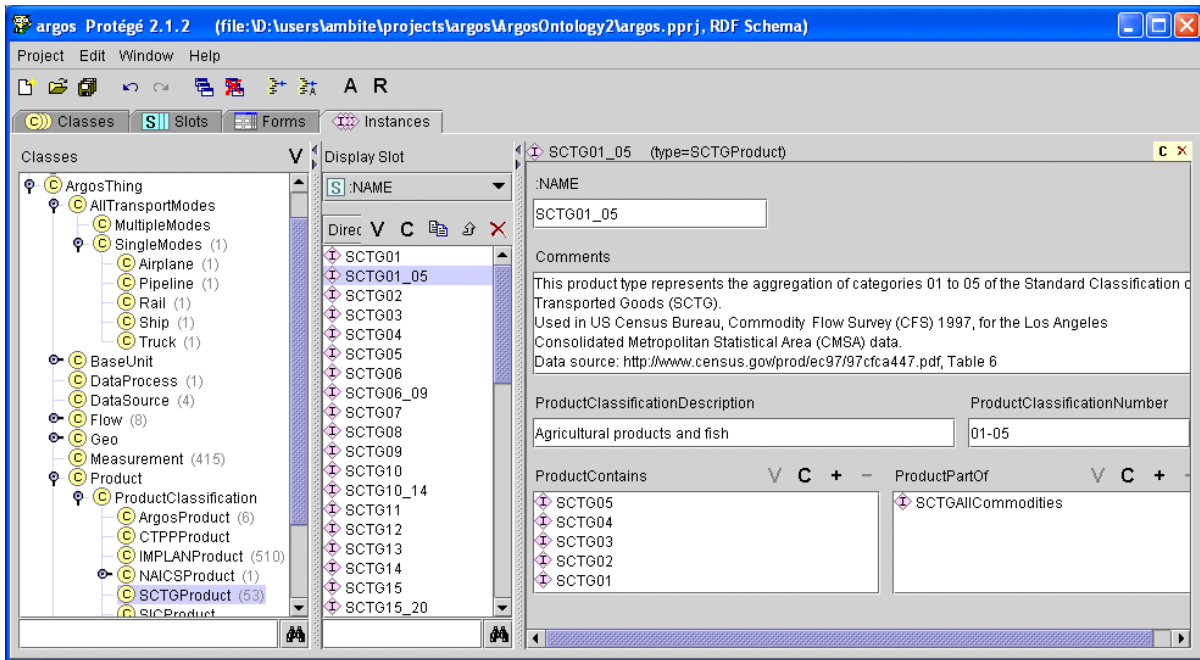 argos Protégé 2.1.2 (file:\D:\users\ambite\projects\argos\ArgosOntology2\argos.pprj, RDF Schema)
Project Edit Window Help
A R
C Classes S Slots Forms Instances
Classes V
ArgosThing
AllTransportModes
MultipleModes
SingleModes (1)
Airplane (1)
Pipeline (1)
Rail (1)
Ship (1)
Truck (1)
BaseUnit
DataProcess (1)
DataSource (4)
Flow (8)
Geo
Measurement (415)
Product
ProductClassification
ArgosProduct (6)
CTPPProduct
IMPLANProduct (510)
NAICSProduct (1)
SCTGProduct (53)
SICProduct
Display Slot
S :NAME
Direc V C
SCTG01
SCTG01_05
SCTG02
SCTG03
SCTG04
SCTG05
SCTG06
SCTG06_09
SCTG07
SCTG08
SCTG09
SCTG10
SCTG10_14
SCTG11
SCTG12
SCTG13
SCTG14
SCTG15
SCTG15_20
SCTG01_05 (type=SCTGProduct) C ×
:NAME
SCTG01_05
Comments
This product type represents the aggregation of categories 01 to 05 of the Standard Classification
Transported Goods (SCTG).
Used in US Census Bureau, Commodity Flow Survey (CFS) 1997, for the Los Angeles
Consolidated Metropolitan Statistical Area (CMSA) data.
Data source: http://www.census.gov/prod/ec97/97cfca447.pdf, Table 6
ProductClassificationDescription ProductClassificationNumber
Agricultural products and fish 01-05
ProductContains V C + − ProductPartOf V C + -
SCTG05
SCTG04
SCTG03
SCTG02
SCTG01
SCTGAllCommodities